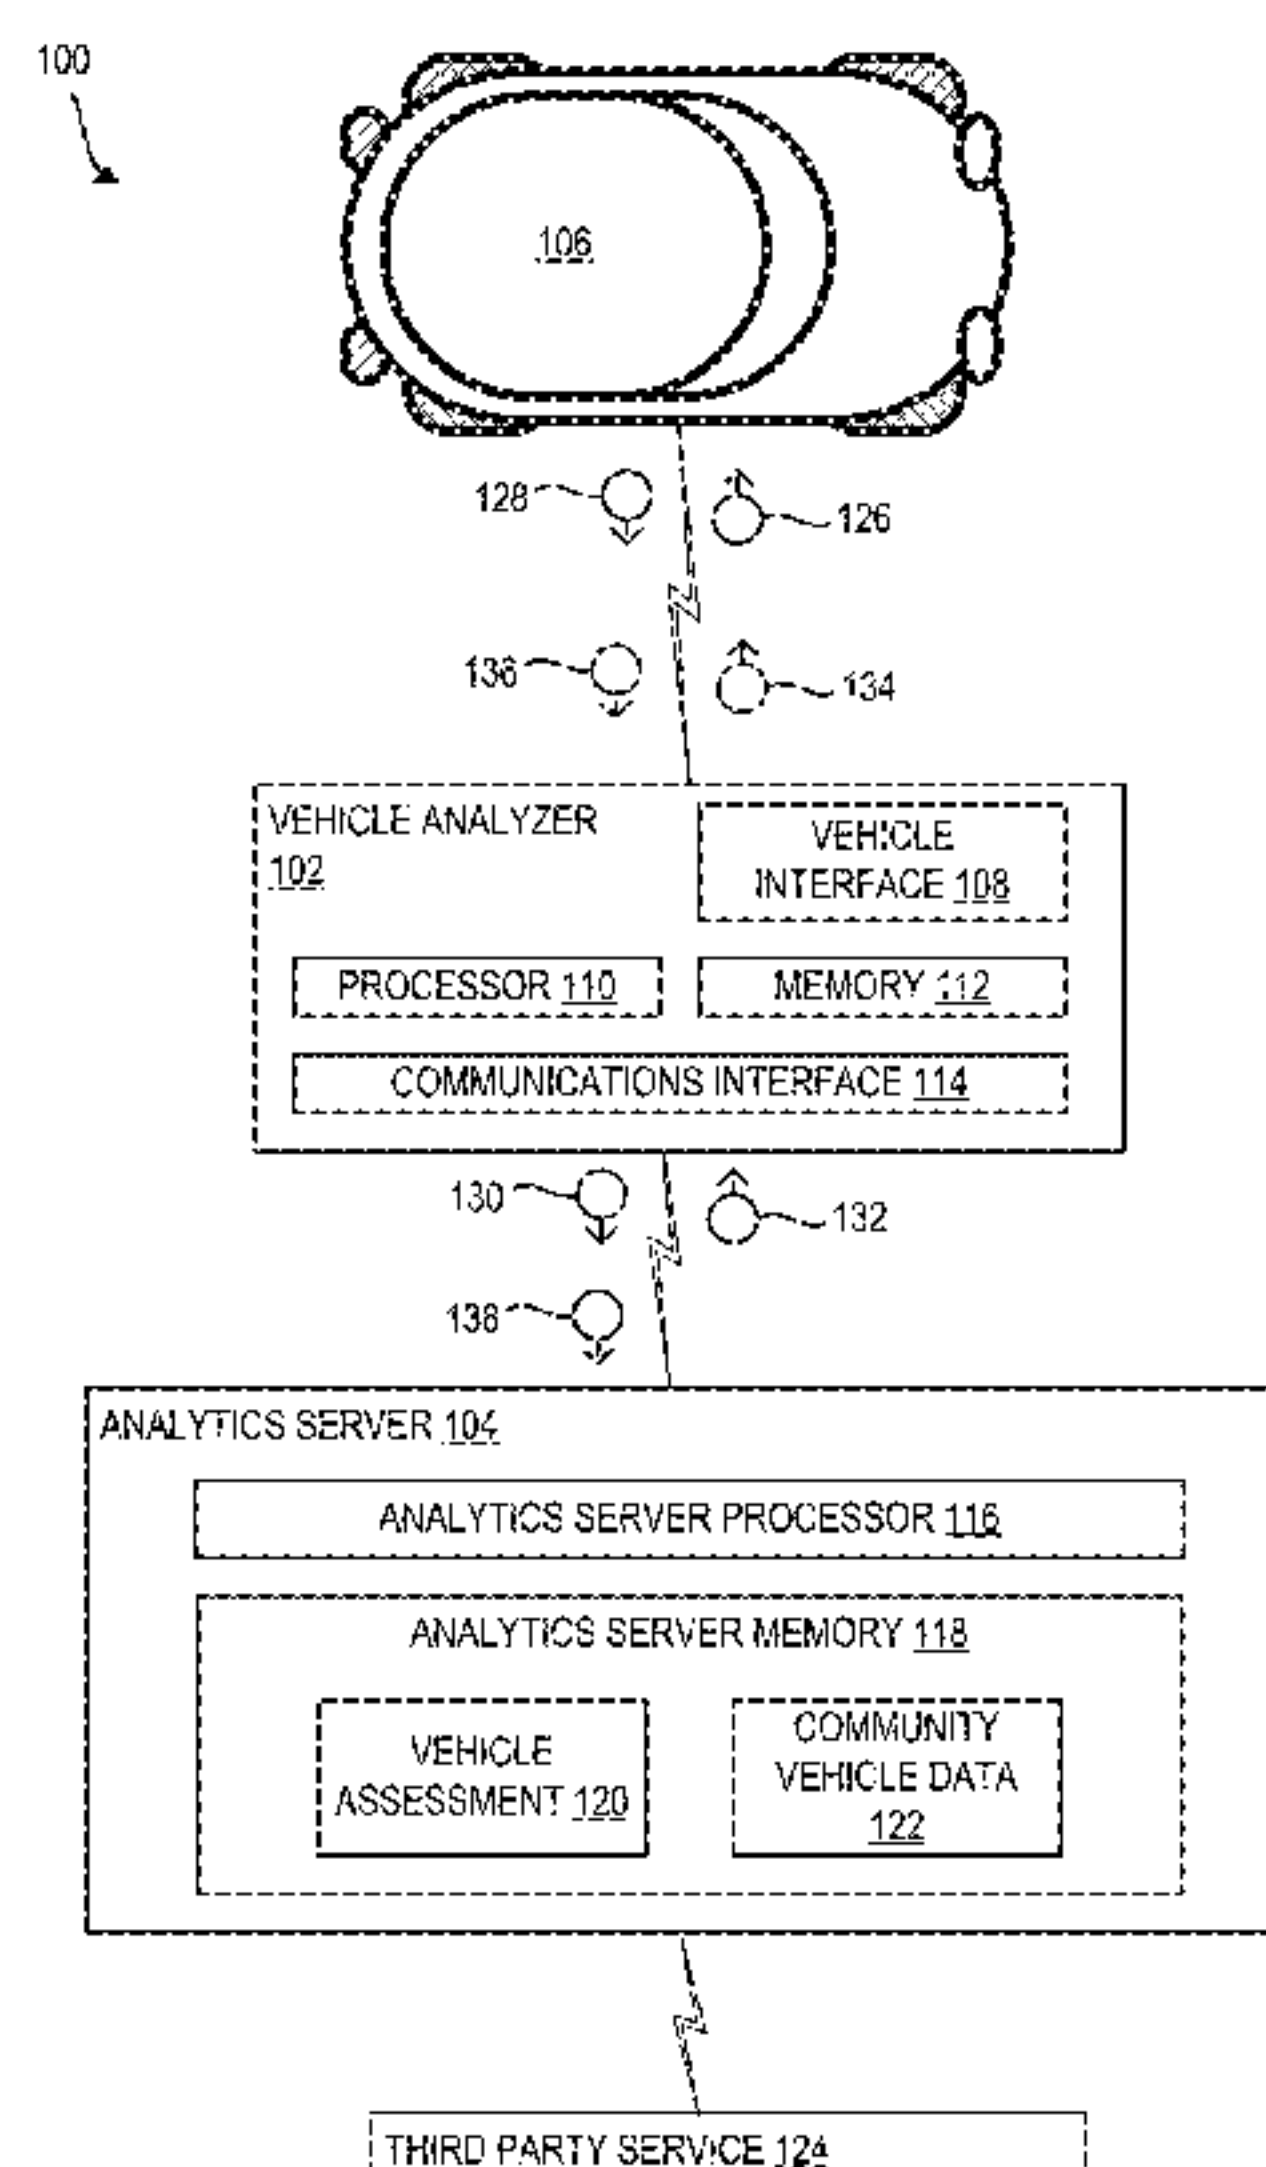 100
106
128
126
136
134
VEHICLE ANALYZER
102
VEHICLE
INTERFACE 108
PROCESSOR 110
MEMORY 112
COMMUNICATIONS INTERFACE 114
130
132
138
ANALYTICS SERVER 104
ANALYTICS SERVER PROCESSOR 116
ANALYTICS SERVER MEMORY 118
VEHICLE
ASSESSMENT 120
COMMUNITY
VEHICLE DATA
122
THIRD PARTY SERVICE 124